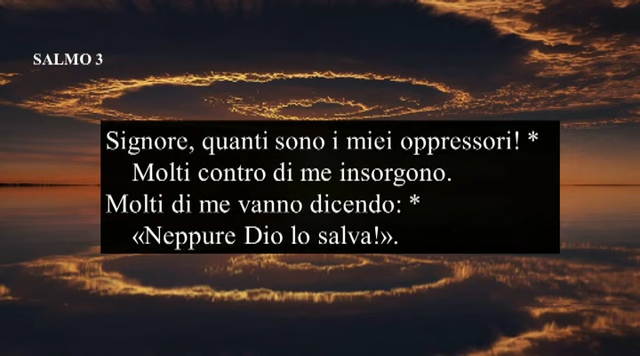 SALMO 3
Signore, quanti sono i miei oppressori! *
Molti contro di me insorgono.
Molti di me vanno dicendo: *
«Neppure Dio lo salva!».